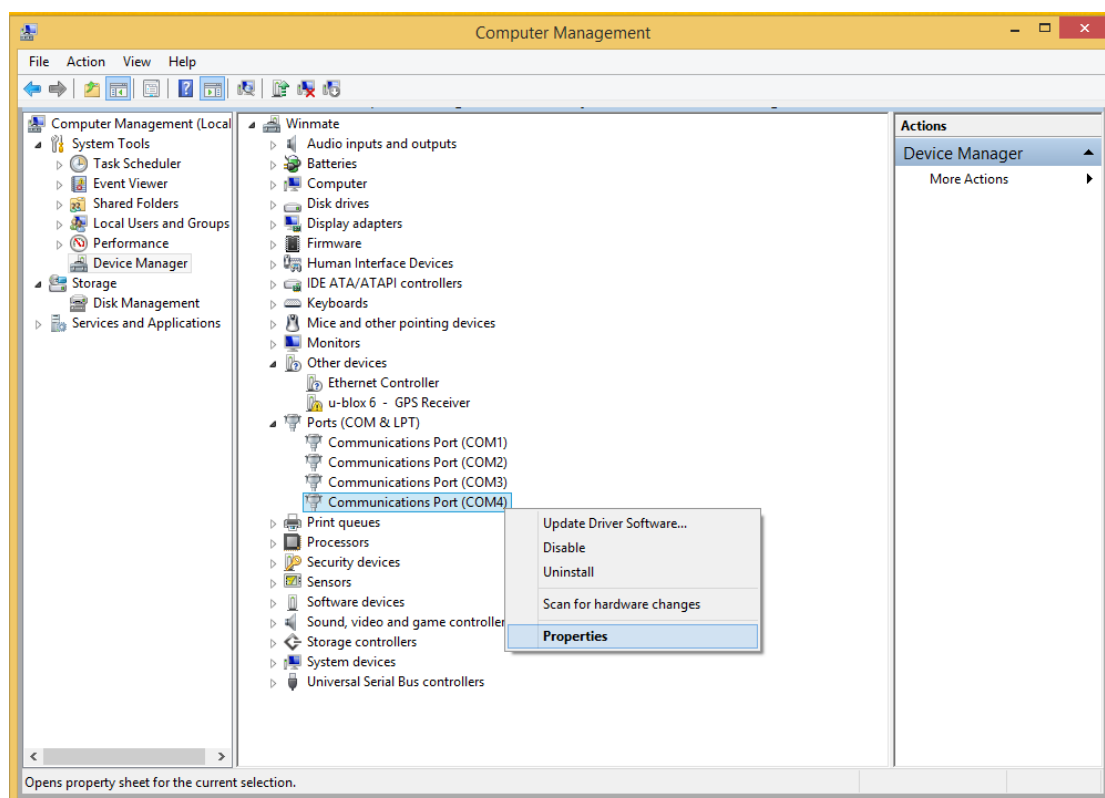 Computer Management
File Action View Help
Computer Management (Local
System Tools
Task Scheduler
Event Viewer
Shared Folders
Local Users and Groups
Performance
Device Manager
Storage
Disk Management
Services and Applications
Winmate
Audio inputs and outputs
Batteries
Computer
Disk drives
Display adapters
Firmware
Human Interface Devices
IDE ATA/ATAPI controllers
Keyboards
Mice and other pointing devices
Monitors
Other devices
Ethernet Controller
u-blox 6 - GPS Receiver
Ports (COM & LPT)
Communications Port (COM1)
Communications Port (COM2)
Communications Port (COM3)
Communications Port (COM4)
Print queues
Processors
Security devices
Sensors
Software devices
Sound, video and game controller
Storage controllers
System devices
Universal Serial Bus controllers
Update Driver Software...
Disable
Uninstall
Scan for hardware changes
Properties
Actions
Device Manager
More Actions
Opens property sheet for the current selection.